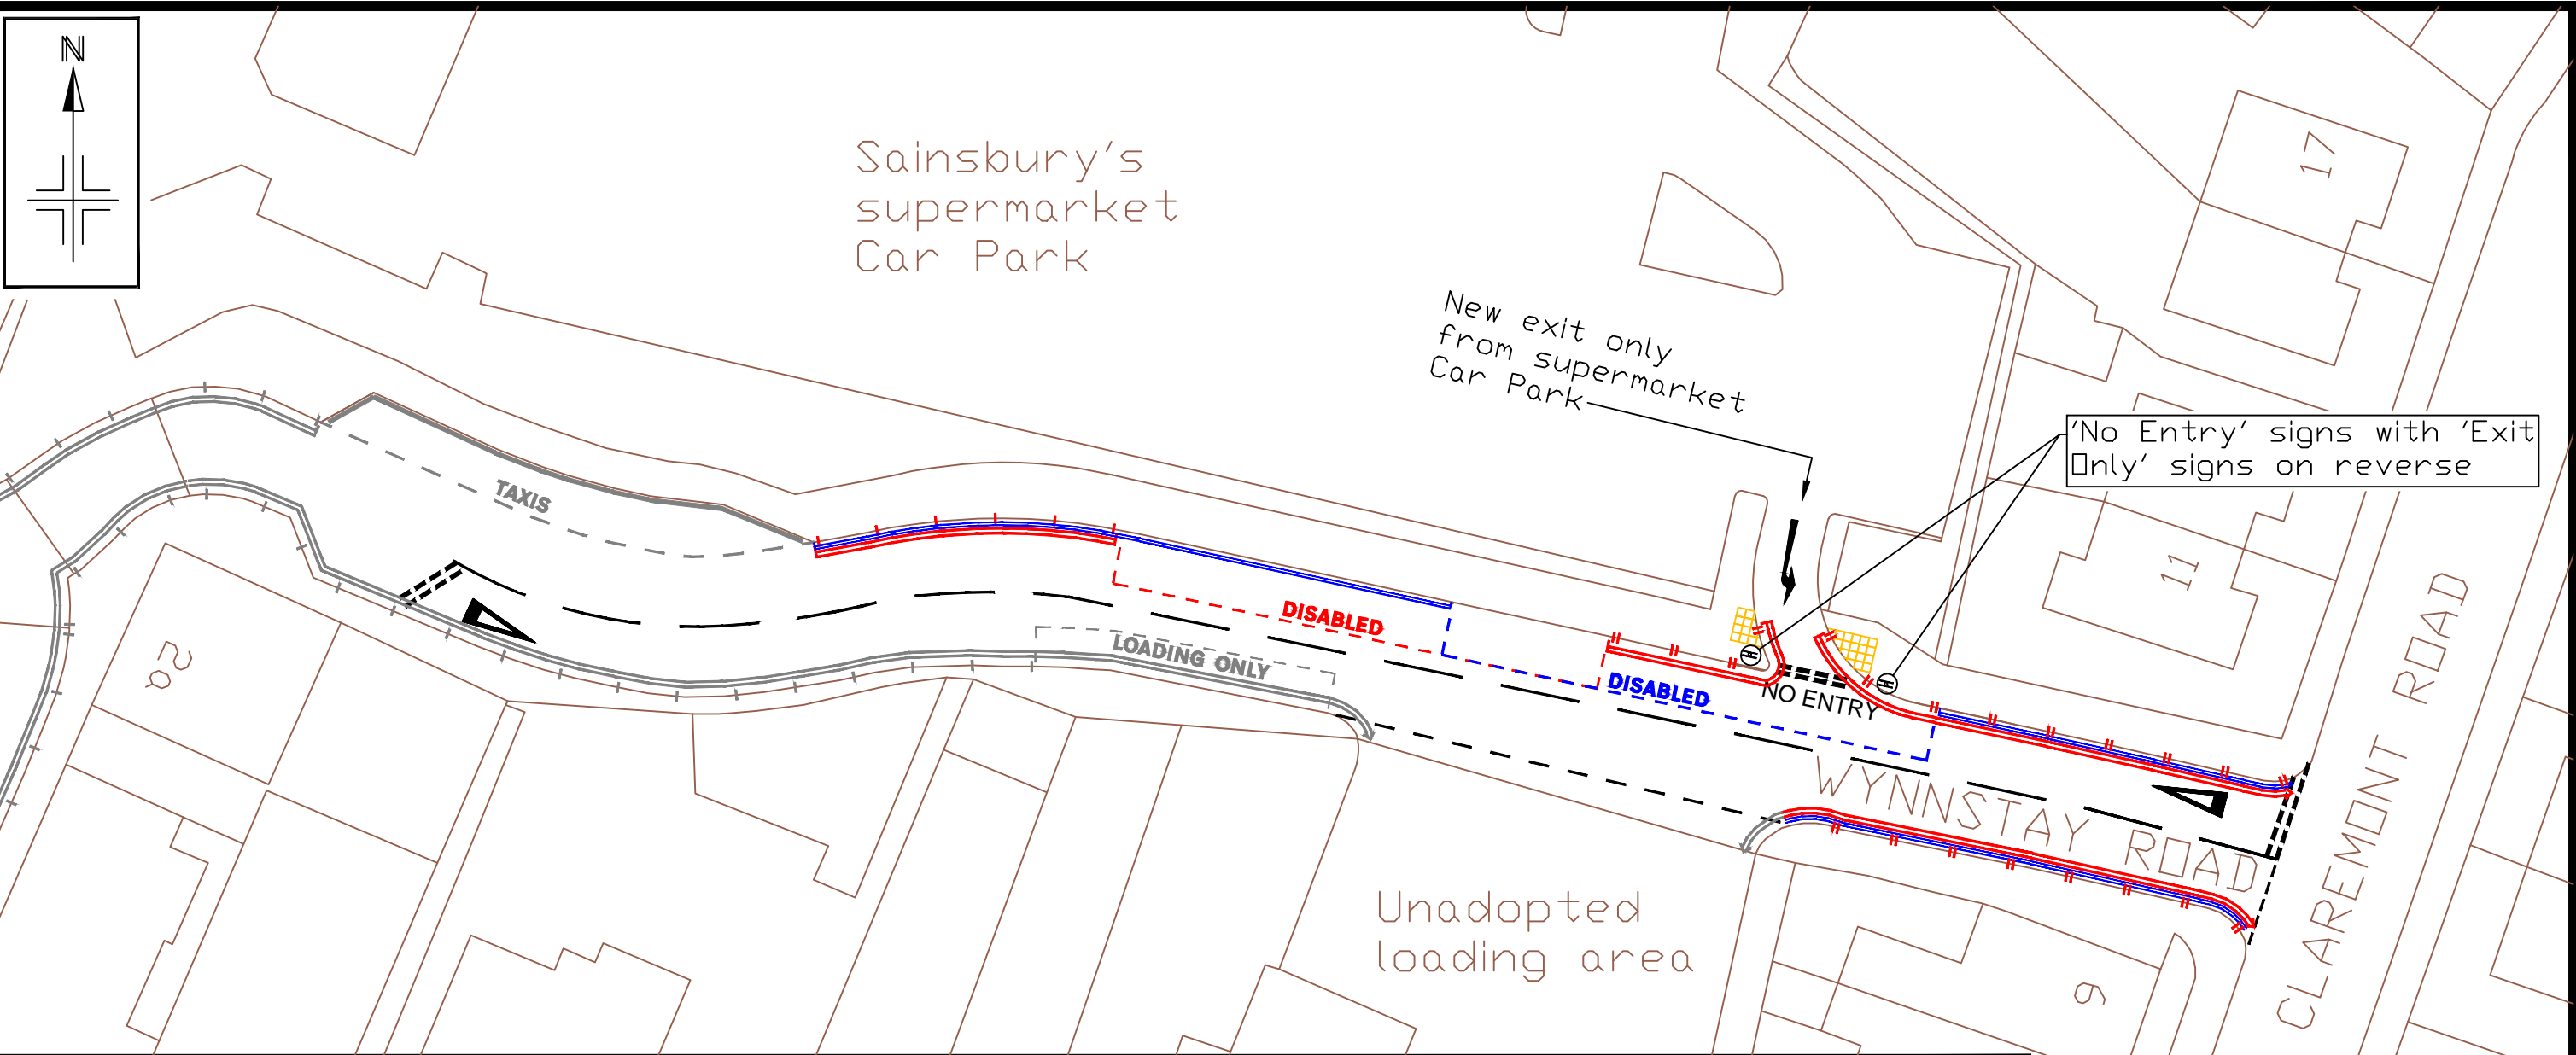 N
Sainsbury's
supermarket
Car Park
17
New exit only
from supermarket
Car Park
'No Entry' signs with 'Exit
Only' signs on reverse
TAXIS
11
DISABLED
LOADING ONLY
DISABLED
NO ENTRY
82
WYNNSTAY ROAD
CLAREMONT ROAD
Unadopted
loading area
9